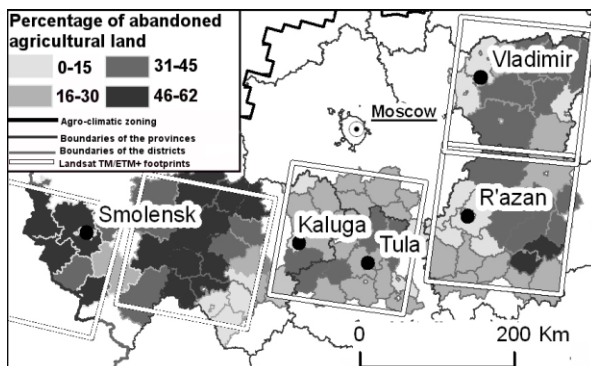 Percentage of abandoned
agricultural land
0-15 31-45
16-30 46-62
Agro-climatic zoning
Boundaries of the provinces
Boundaries of the districts
Landsat TM/ETM+ footprints
Vladimir
Moscow
Smolensk
R'azan
Kaluga
Tula
0 200 Km